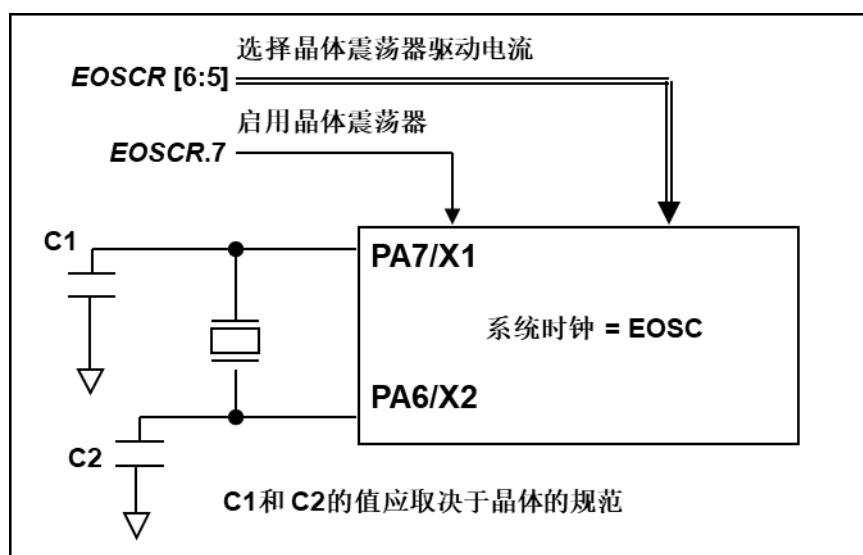 选择晶体震荡器驱动电流
EOSCR [6:5]
启用晶体震荡器
EOSCR.7
C1
PA7/X1
系统时钟 = EOSC
PA6/X2
C2
C1和 C2的值应取决于晶体的规范